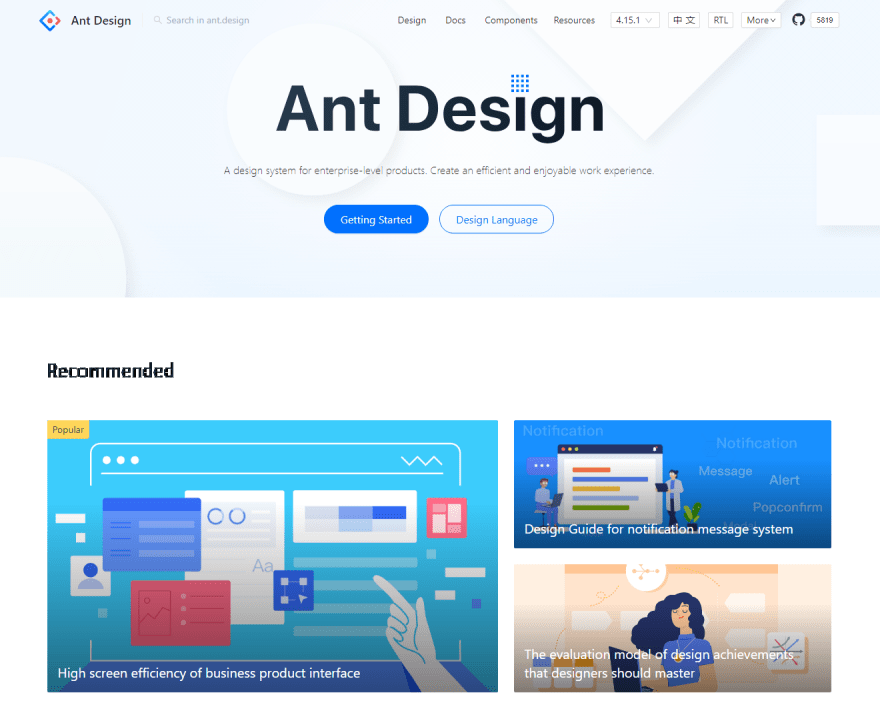 Ant Design
Search in ant.design
Design
Docs
Components
Resources
4.15.1
中 文
RTL
More
5819
Ant Design
A design system for enterprise-level products. Create an efficient and enjoyable work experience.
Getting Started
Design Language
Recommended
Popular
Aa
High screen efficiency of business product interface
Notification
Notification
Message
Alert
Popconfirm
Design Guide for notification message system
The evaluation model of design achievements
that designers should master